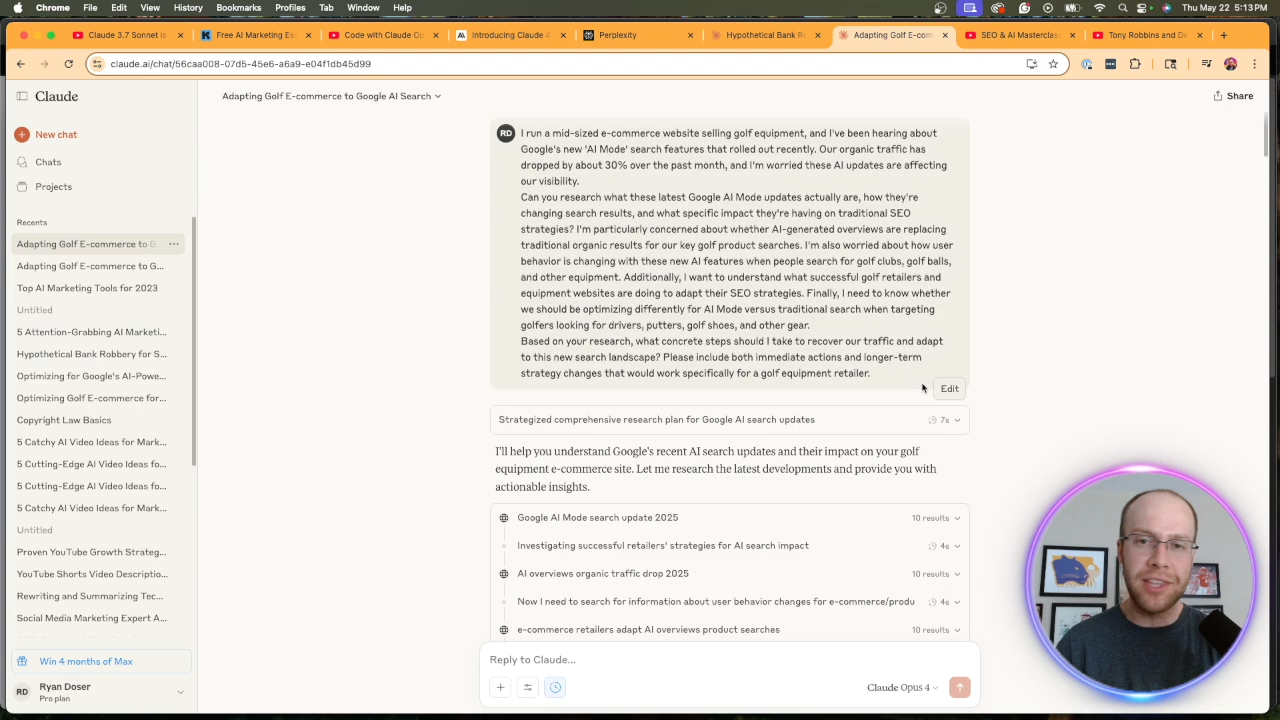 Chrome File Edit View History Bookmarks Profiles Tab Window Help Thu May 22 5:13 PM
Claude 3.7 Sonnet is
Free AI Marketing Es
Code with Claude Op
Introducing Claude 4
Perplexity
Hypothetical Bank Ro
Adapting Golf E-com
SEO & AI Masterclass
Tony Robbins and De
claude.ai/chat/56caa008-07d5-45e6-a6a9-e04f1db45d99
Claude
New chat
Chats
Projects
Recents
Adapting Golf E-commerce to G
Adapting Golf E-commerce to G...
Top AI Marketing Tools for 2023
Untitled
5 Attention-Grabbing AI Marketi...
Hypothetical Bank Robbery for S...
Optimizing for Google's AI-Powe...
Optimizing Golf E-commerce for...
Copyright Law Basics
5 Catchy AI Video Ideas for Mark...
5 Cutting-Edge AI Video Ideas fo...
5 Cutting-Edge AI Video Ideas fo...
5 Catchy AI Video Ideas for Mark...
Untitled
Proven YouTube Growth Strateg...
YouTube Shorts Video Descriptio...
Rewriting and Summarizing Tec...
Social Media Marketing Expert A...
Win 4 months of Max
RD
Ryan Doser
Pro plan
Adapting Golf E-commerce to Google AI Search
Share
RD
I run a mid-sized e-commerce website selling golf equipment, and I've been hearing about
Google's new 'AI Mode' search features that rolled out recently. Our organic traffic has
dropped by about 30% over the past month, and I'm worried these AI updates are affecting
our visibility.
Can you research what these latest Google AI Mode updates actually are, how they're
changing search results, and what specific impact they're having on traditional SEO
strategies? I'm particularly concerned about whether AI-generated overviews are replacing
traditional organic results for our key golf product searches. I'm also worried about how user
behavior is changing with these new AI features when people search for golf clubs, golf balls,
and other equipment. Additionally, I want to understand what successful golf retailers and
equipment websites are doing to adapt their SEO strategies. Finally, I need to know whether
we should be optimizing differently for AI Mode versus traditional search when targeting
golfers looking for drivers, putters, golf shoes, and other gear.
Based on your research, what concrete steps should I take to recover our traffic and adapt
to this new search landscape? Please include both immediate actions and longer-term
strategy changes that would work specifically for a golf equipment retailer.
Edit
Strategized comprehensive research plan for Google AI search updates 7s
I'll help you understand Google's recent AI search updates and their impact on your golf
equipment e-commerce site. Let me research the latest developments and provide you with
actionable insights.
Google AI Mode search update 2025 10 results
Investigating successful retailers' strategies for AI search impact 4s
AI overviews organic traffic drop 2025 10 results
Now I need to search for information about user behavior changes for e-commerce/produ 4s
e-commerce retailers adapt AI overviews product searches 10 results
Reply to Claude...
Claude Opus 4